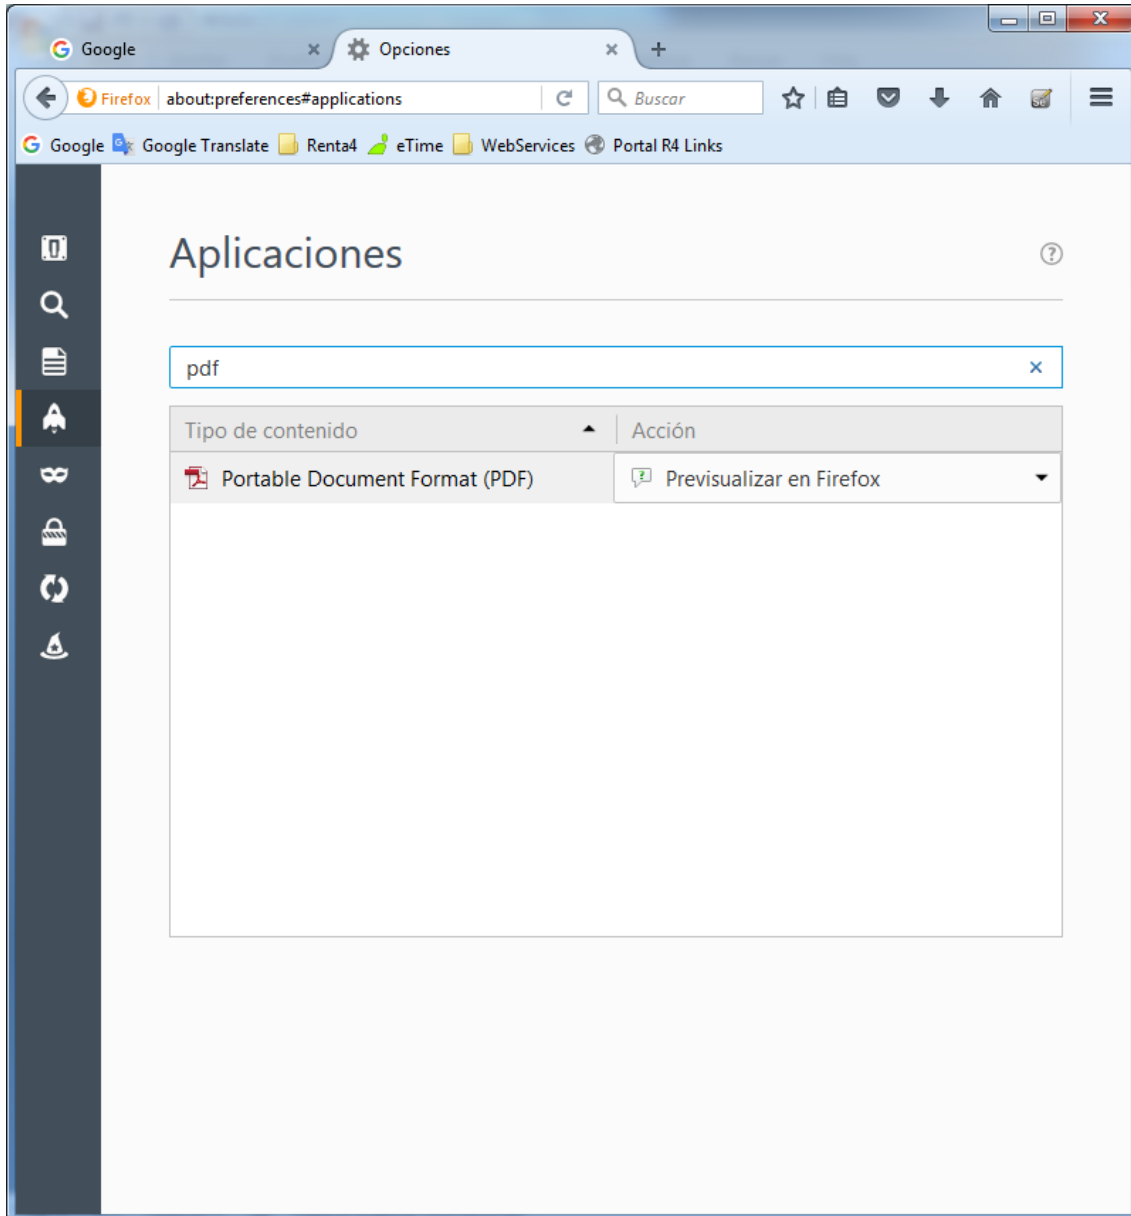 Google
Opciones
Firefox about:preferences#applications
Buscar
Google Google Translate Renta4 eTime WebServices Portal R4 Links
Aplicaciones
pdf
Tipo de contenido Acción
Portable Document Format (PDF) Previsualizar en Firefox